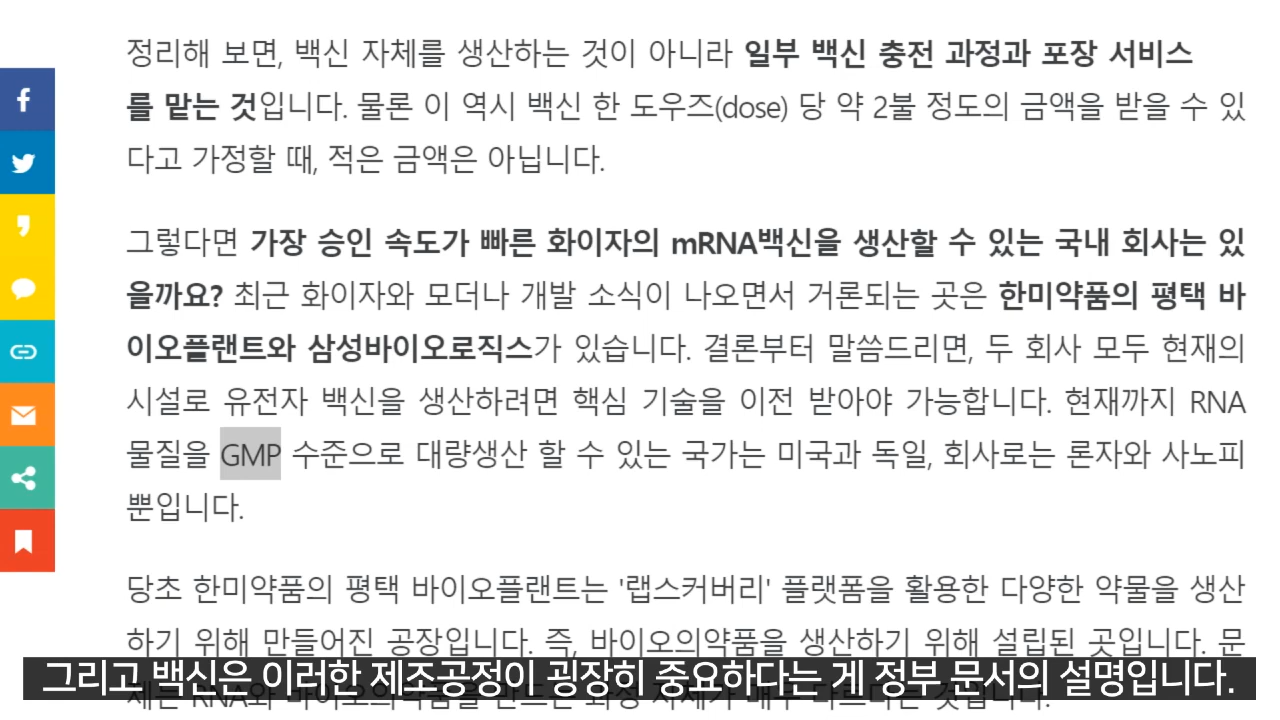 정리해 보면, 백신 자체를 생산하는 것이 아니라 일부 백신 충전 과정과 포장 서비스
를 맡는 것입니다. 물론 이 역시 백신 한 도우즈(dose) 당 약 2불 정도의 금액을 받을 수 있
다고 가정할 때, 적은 금액은 아닙니다.
그렇다면 가장 승인 속도가 빠른 화이자의 mRNA백신을 생산할 수 있는 국내 회사는 있
을까요? 최근 화이자와 모더나 개발 소식이 나오면서 거론되는 곳은 한미약품의 평택 바
이오플랜트와 삼성바이오로직스가 있습니다. 결론부터 말씀드리면, 두 회사 모두 현재의
시설로 유전자 백신을 생산하려면 핵심 기술을 이전 받아야 가능합니다. 현재까지 RNA
물질을 GMP 수준으로 대량생산 할 수 있는 국가는 미국과 독일, 회사로는 론자와 사노피
뿐입니다.
당초 한미약품의 평택 바이오플랜트는 '랩스커버리' 플랫폼을 활용한 다양한 약물을 생산
하기 위해 만들어진 공장입니다. 즉, 바이오의약품을 생산하기 위해 설립된 곳입니다. 문
그리고 백신은 이러한 제조공정이 굉장히 중요하다는 게 정부 문서의 설명입니다.